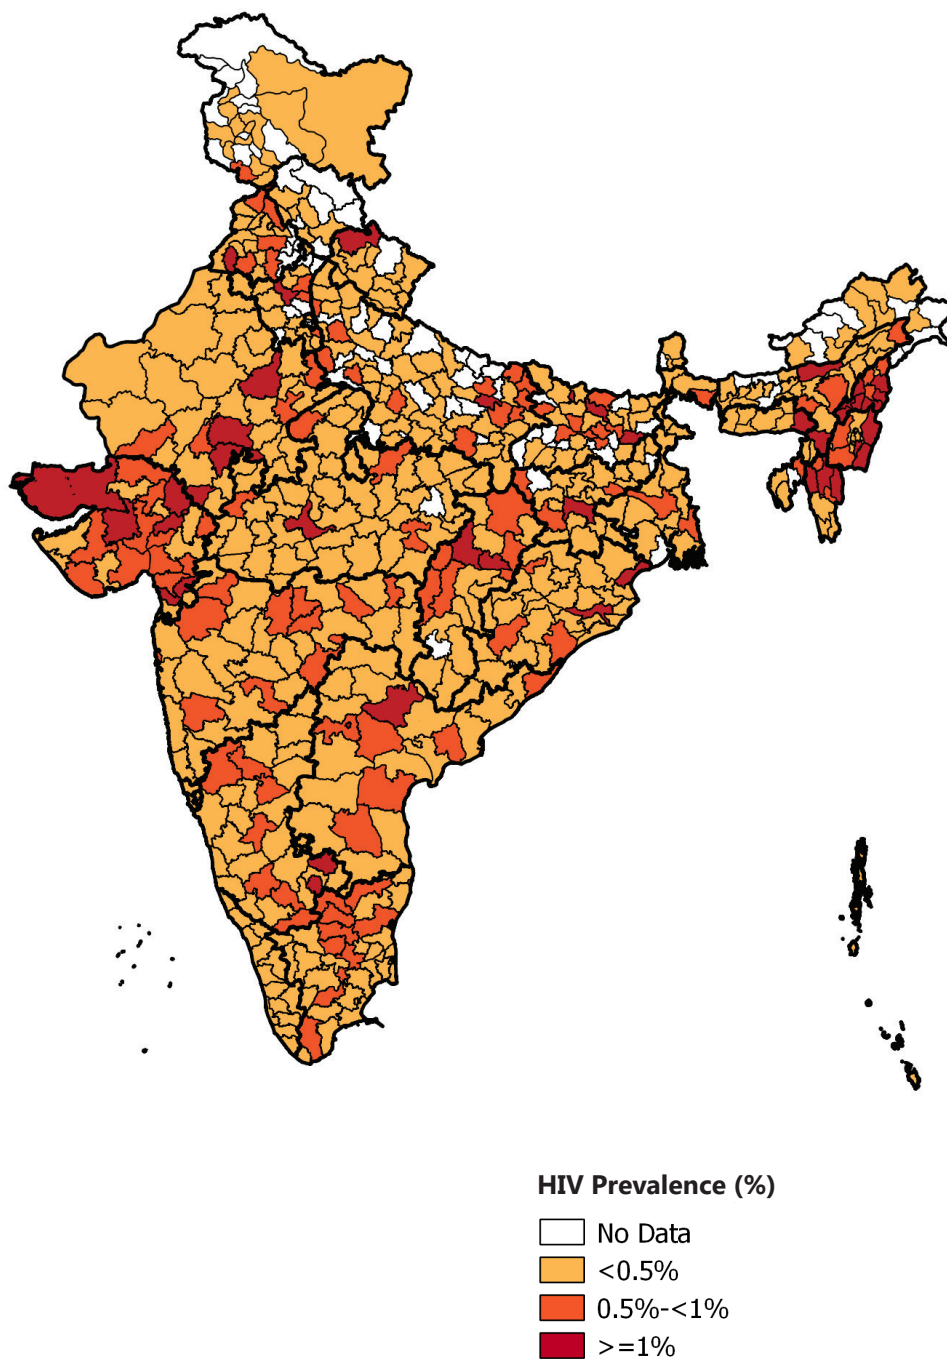 HIV Prevalence (%)
No Data
<0.5%
0.5%-<1%
>=1%